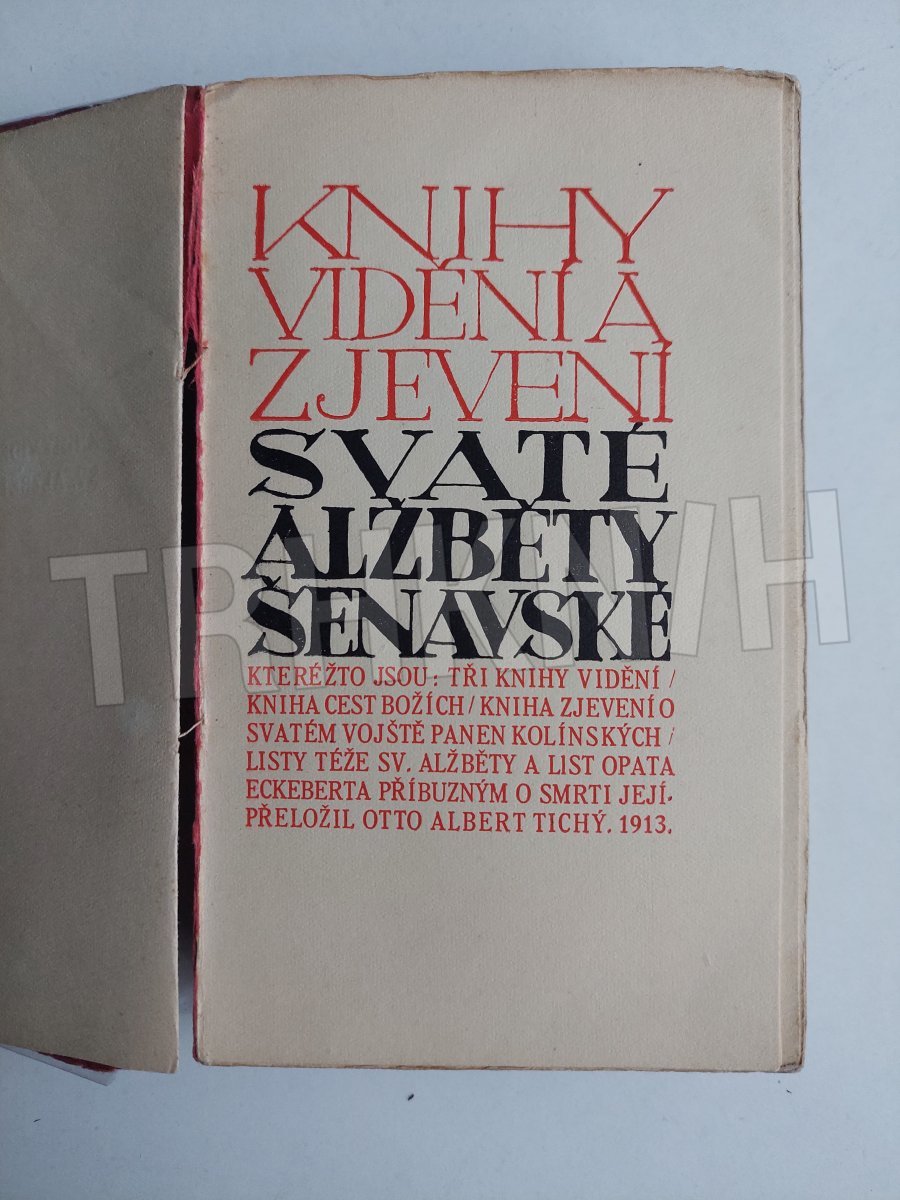 KNIHY
VIDĚNÍ A
ZJEVENÍ
SVATÉ
ALŽBĚTY
ŠENAVSKÉ
KTERÉŽTO JSOU: TŘI KNIHY VIDĚNÍ /
KNIHA CEST BOŽÍCH / KNIHA ZJEVENÍ O
SVATÉM VOJŠTĚ PANEN KOLÍNSKÝCH /
LISTY TÉŽE SV. ALŽBĚTY A LIST OPATA
ECKEBERTA PŘÍBUZNÝM O SMRTI JEJÍ.
PŘELOŽIL OTTO ALBERT TICHÝ. 1913.
TRHKNIH